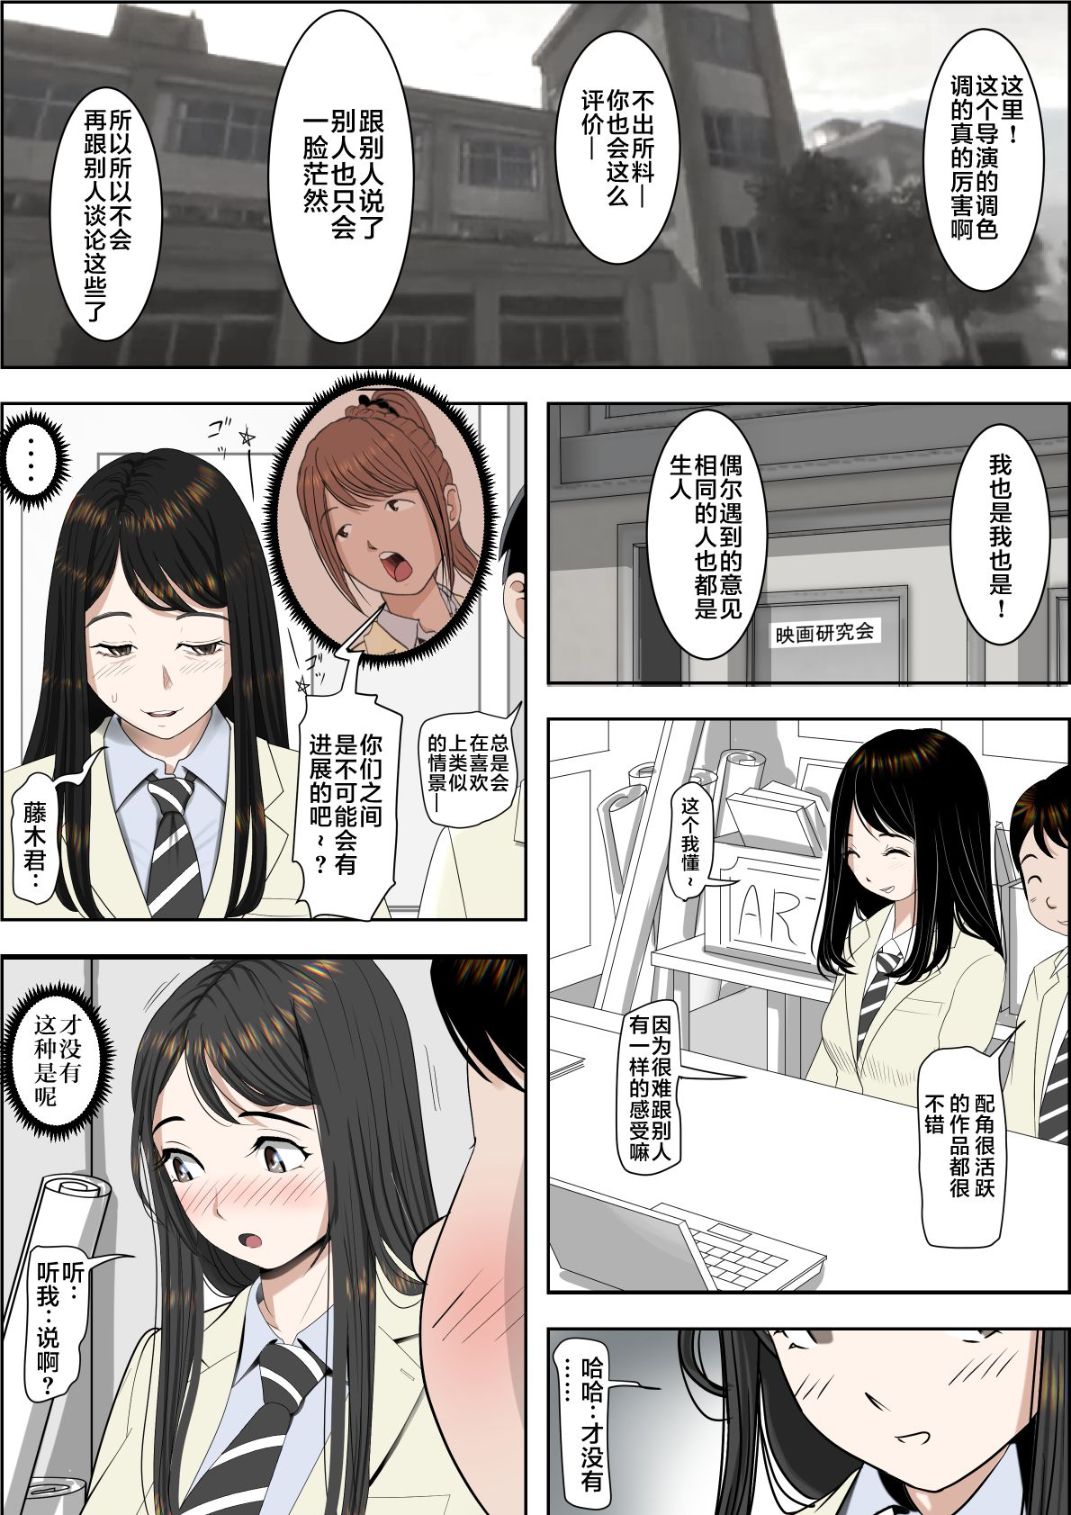 这里！
这个导演的调色
调的真的厉害啊
不出所料—
你也会这么
评价—
跟别人说了
别人也只会
一脸茫然
所以所以不会
再跟别人谈论这些了
我也是我也是！
偶尔遇到的意见
相同的人也都是
生人
映画研究会
这个我懂~
因为很难跟别人
有一样的感受嘛
配角很活跃
的作品都很
不错
AR
哈哈··才没有
······
总是会
在喜欢
上类似
的情景—
ゴッ
ゴッ
你们之间
是不可能会有
进展的吧~？
····
藤木君··
才没有
这种是呢
听··
听我··说啊？